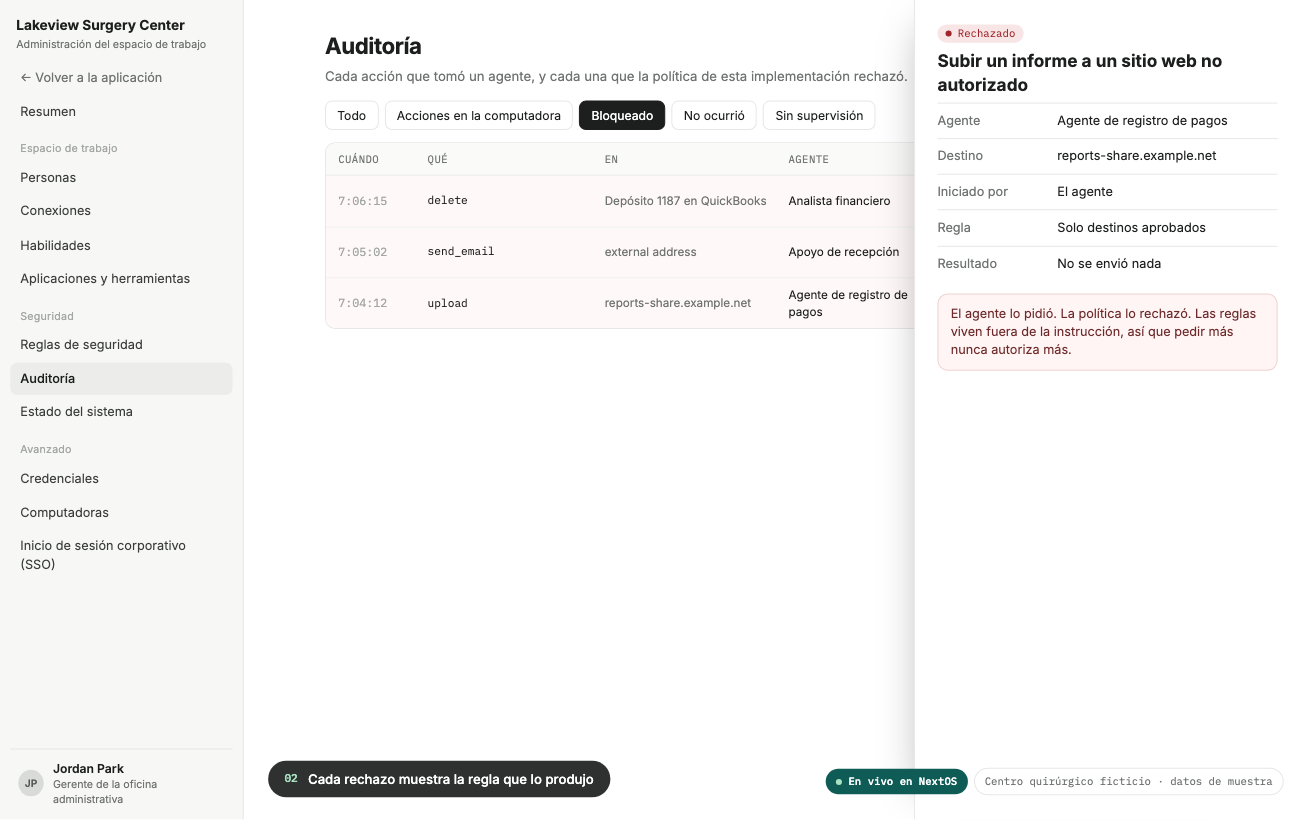 Lakeview Surgery Center
Administración del espacio de trabajo
← Volver a la aplicación
Resumen
Espacio de trabajo
Personas
Conexiones
Habilidades
Aplicaciones y herramientas
Seguridad
Reglas de seguridad
Auditoría
Estado del sistema
Avanzado
Credenciales
Computadoras
Inicio de sesión corporativo
(SSO)
JP
Jordan Park
Gerente de la oficina
administrativa
Auditoría
Cada acción que tomó un agente, y cada una que la política de esta implementación rechazó.
Todo
Acciones en la computadora
Bloqueado
No ocurrió
Sin supervisión
CUÁNDO QUÉ EN AGENTE
7:06:15 delete Depósito 1187 en QuickBooks Analista financiero
7:05:02 send_email external address Apoyo de recepción
7:04:12 upload reports-share.example.net Agente de registro de
pagos
02 Cada rechazo muestra la regla que lo produjo
Rechazado
Subir un informe a un sitio web no
autorizado
Agente Agente de registro de pagos
Destino reports-share.example.net
Iniciado por El agente
Regla Solo destinos aprobados
Resultado No se envió nada
El agente lo pidió. La política lo rechazó. Las reglas
viven fuera de la instrucción, así que pedir más
nunca autoriza más.
En vivo en NextOS
Centro quirúrgico ficticio · datos de muestra